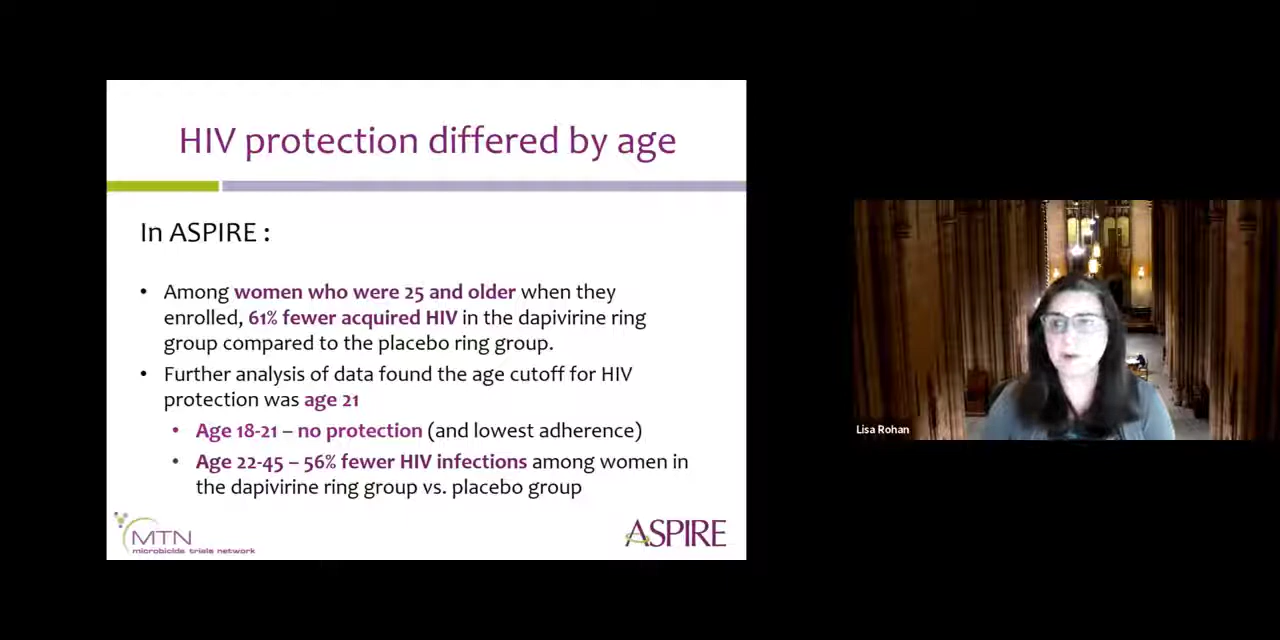 HIV protection differed by age
In ASPIRE :
• Among women who were 25 and older when they
enrolled, 61% fewer acquired HIV in the dapivirine ring
group compared to the placebo ring group.
• Further analysis of data found the age cutoff for HIV
protection was age 21
• Age 18-21 – no protection (and lowest adherence)
• Age 22-45 – 56% fewer HIV infections among women in
the dapivirine ring group vs. placebo group
MTN
microbicide trials network
ASPIRE
Lisa Rohan